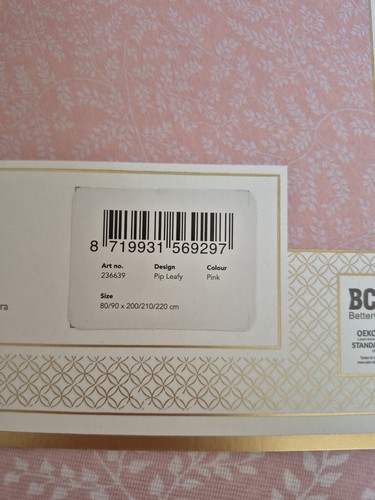 8 719931 569297
Art no. Design Colour
236639 Pip Leafy Pink
Size
80/90 x 200/210/220 cm
BC
Better
OEKO
STANDA